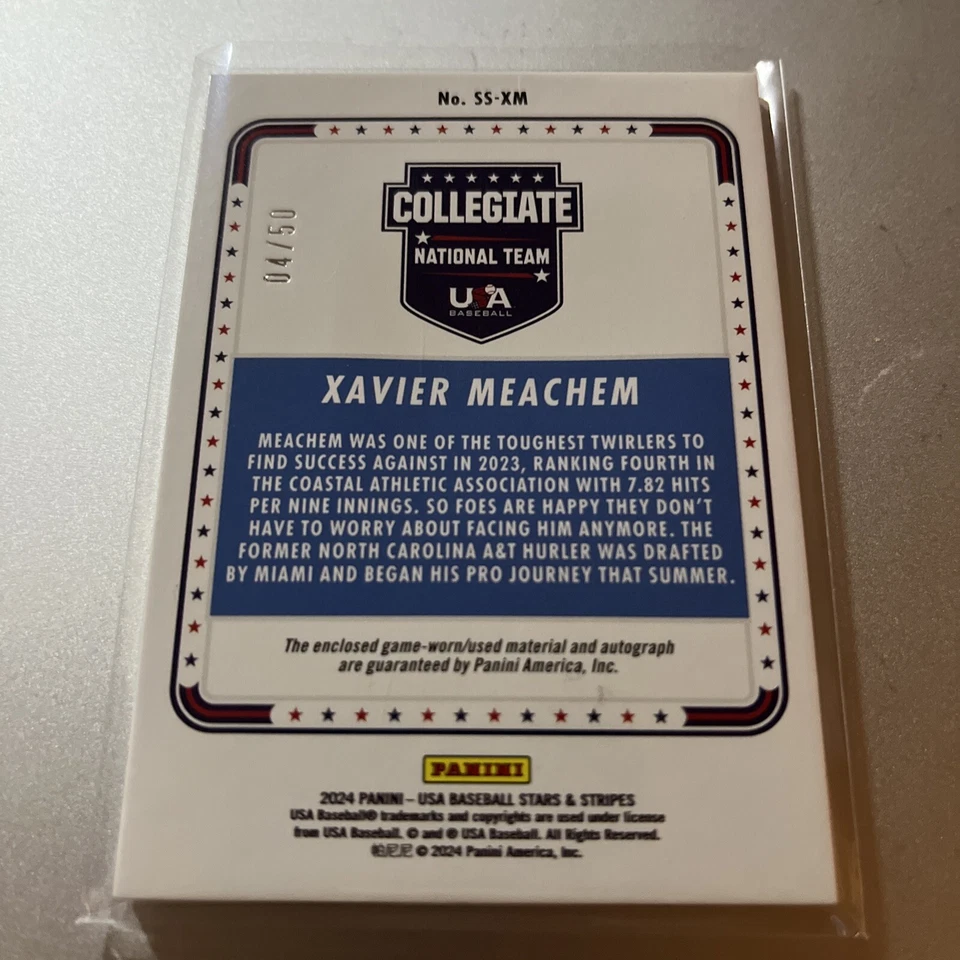 No. SS-XM
04/50
COLLEGIATE
NATIONAL TEAM
USA
BASEBALL
XAVIER MEACHEM
MEACHEM WAS ONE OF THE TOUGHEST TWIRLERS TO
FIND SUCCESS AGAINST IN 2023, RANKING FOURTH IN
THE COASTAL ATHLETIC ASSOCIATION WITH 7.82 HITS
PER NINE INNINGS. SO FOES ARE HAPPY THEY DON'T
HAVE TO WORRY ABOUT FACING HIM ANYMORE. THE
FORMER NORTH CAROLINA A&T HURLER WAS DRAFTED
BY MIAMI AND BEGAN HIS PRO JOURNEY THAT SUMMER.
The enclosed game-worn/used material and autograph
are guaranteed by Panini America, Inc.
PANINI
2024 PANINI – USA BASEBALL STARS & STRIPES
USA Baseball® trademarks and copyrights are used under license
from USA Baseball. © and ® USA Baseball. All Rights Reserved.
帕尼尼 © 2024 Panini America, Inc.